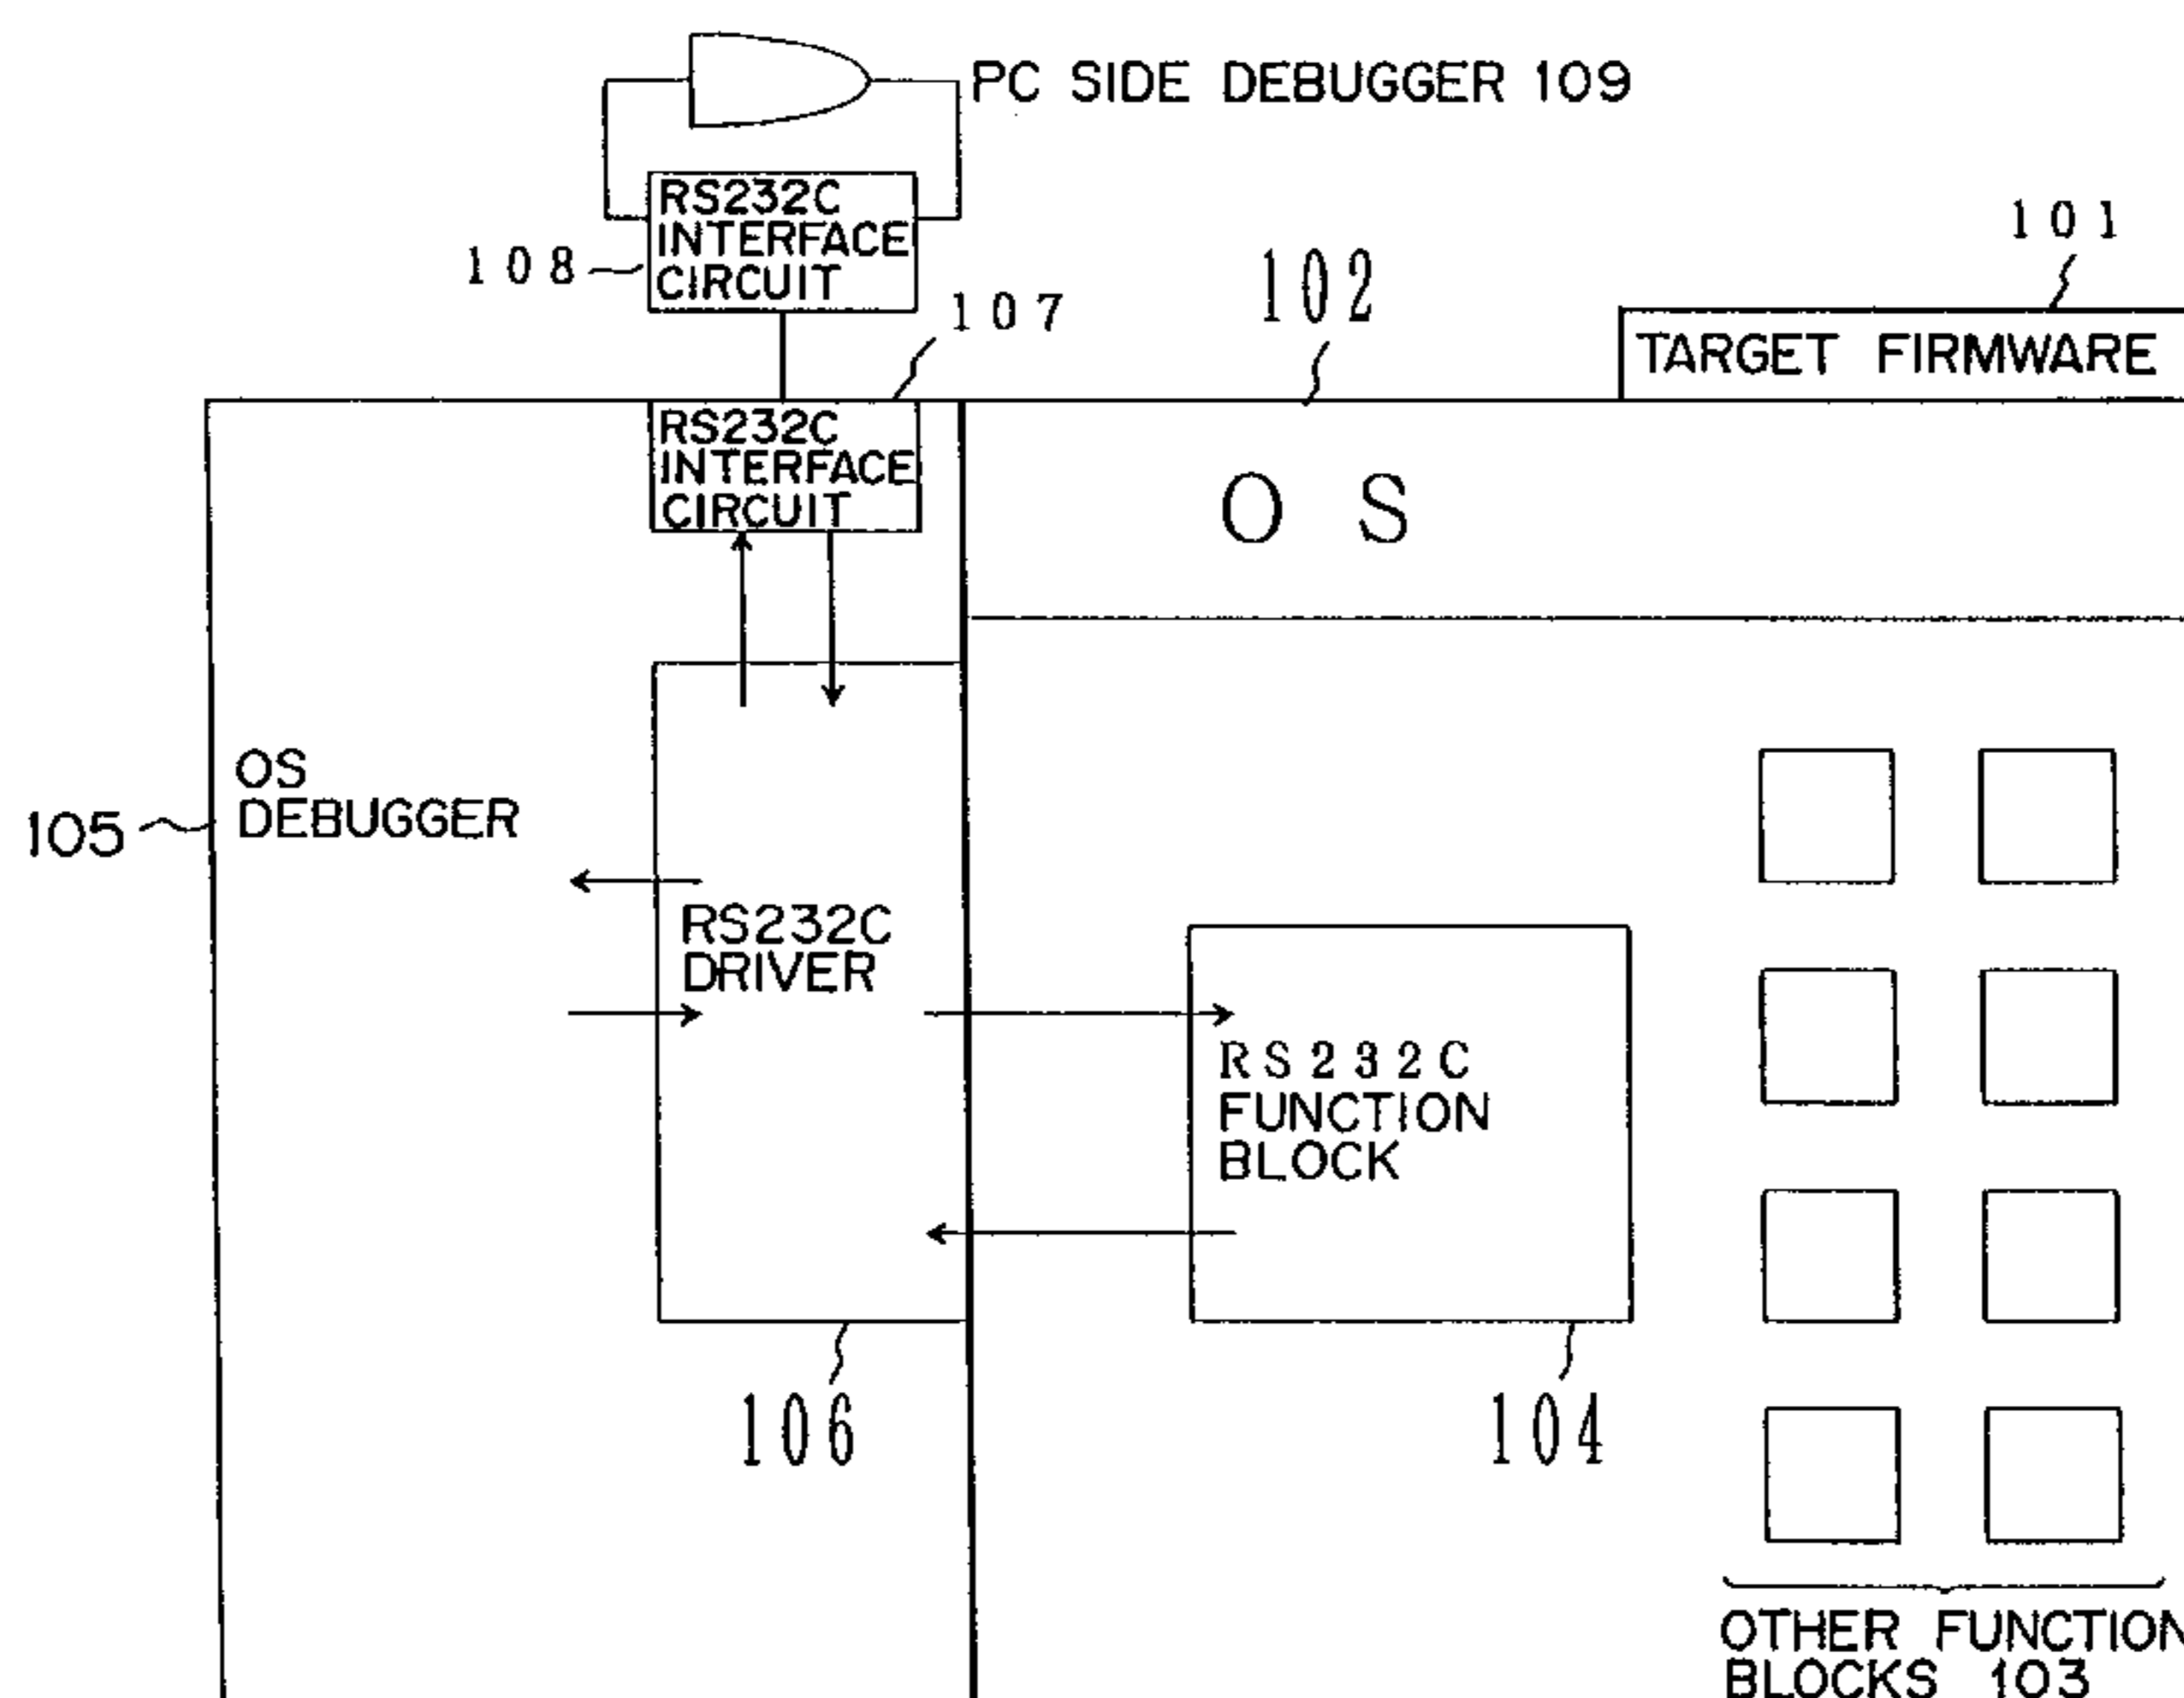 PC SIDE DEBUGGER 109
RS232C
INTERFACE
CIRCUIT
108
107
102
101
TARGET FIRMWARE
RS232C
INTERFACE
CIRCUIT
OS
OS
DEBUGGER
105
RS232C
DRIVER
RS232C
FUNCTION
BLOCK
106
104
OTHER FUNCTION
BLOCKS 103